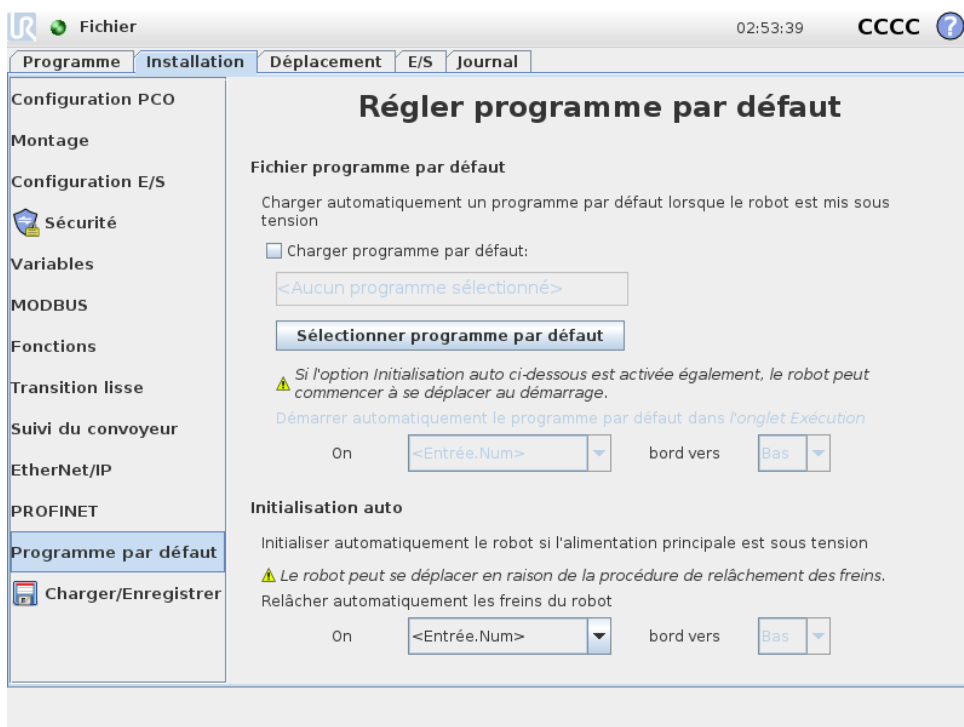 UR Fichier 02:53:39 CCCC ?
Programme Installation Déplacement E/S Journal
Configuration PCO
Montage
Configuration E/S
Sécurité
Variables
MODBUS
Fonctions
Transition lisse
Suivi du convoyeur
EtherNet/IP
PROFINET
Programme par défaut
Charger/Enregistrer
Régler programme par défaut
Fichier programme par défaut
Charger automatiquement un programme par défaut lorsque le robot est mis sous
tension
Charger programme par défaut:
<Aucun programme sélectionné>
Sélectionner programme par défaut
Si l'option Initialisation auto ci-dessous est activée également, le robot peut
commencer à se déplacer au démarrage.
Démarrer automatiquement le programme par défaut dans l'onglet Exécution
On <Entrée.Num> bord vers Bas
Initialisation auto
Initialiser automatiquement le robot si l'alimentation principale est sous tension
Le robot peut se déplacer en raison de la procédure de relâchement des freins.
Relâcher automatiquement les freins du robot
On <Entrée.Num> bord vers Bas